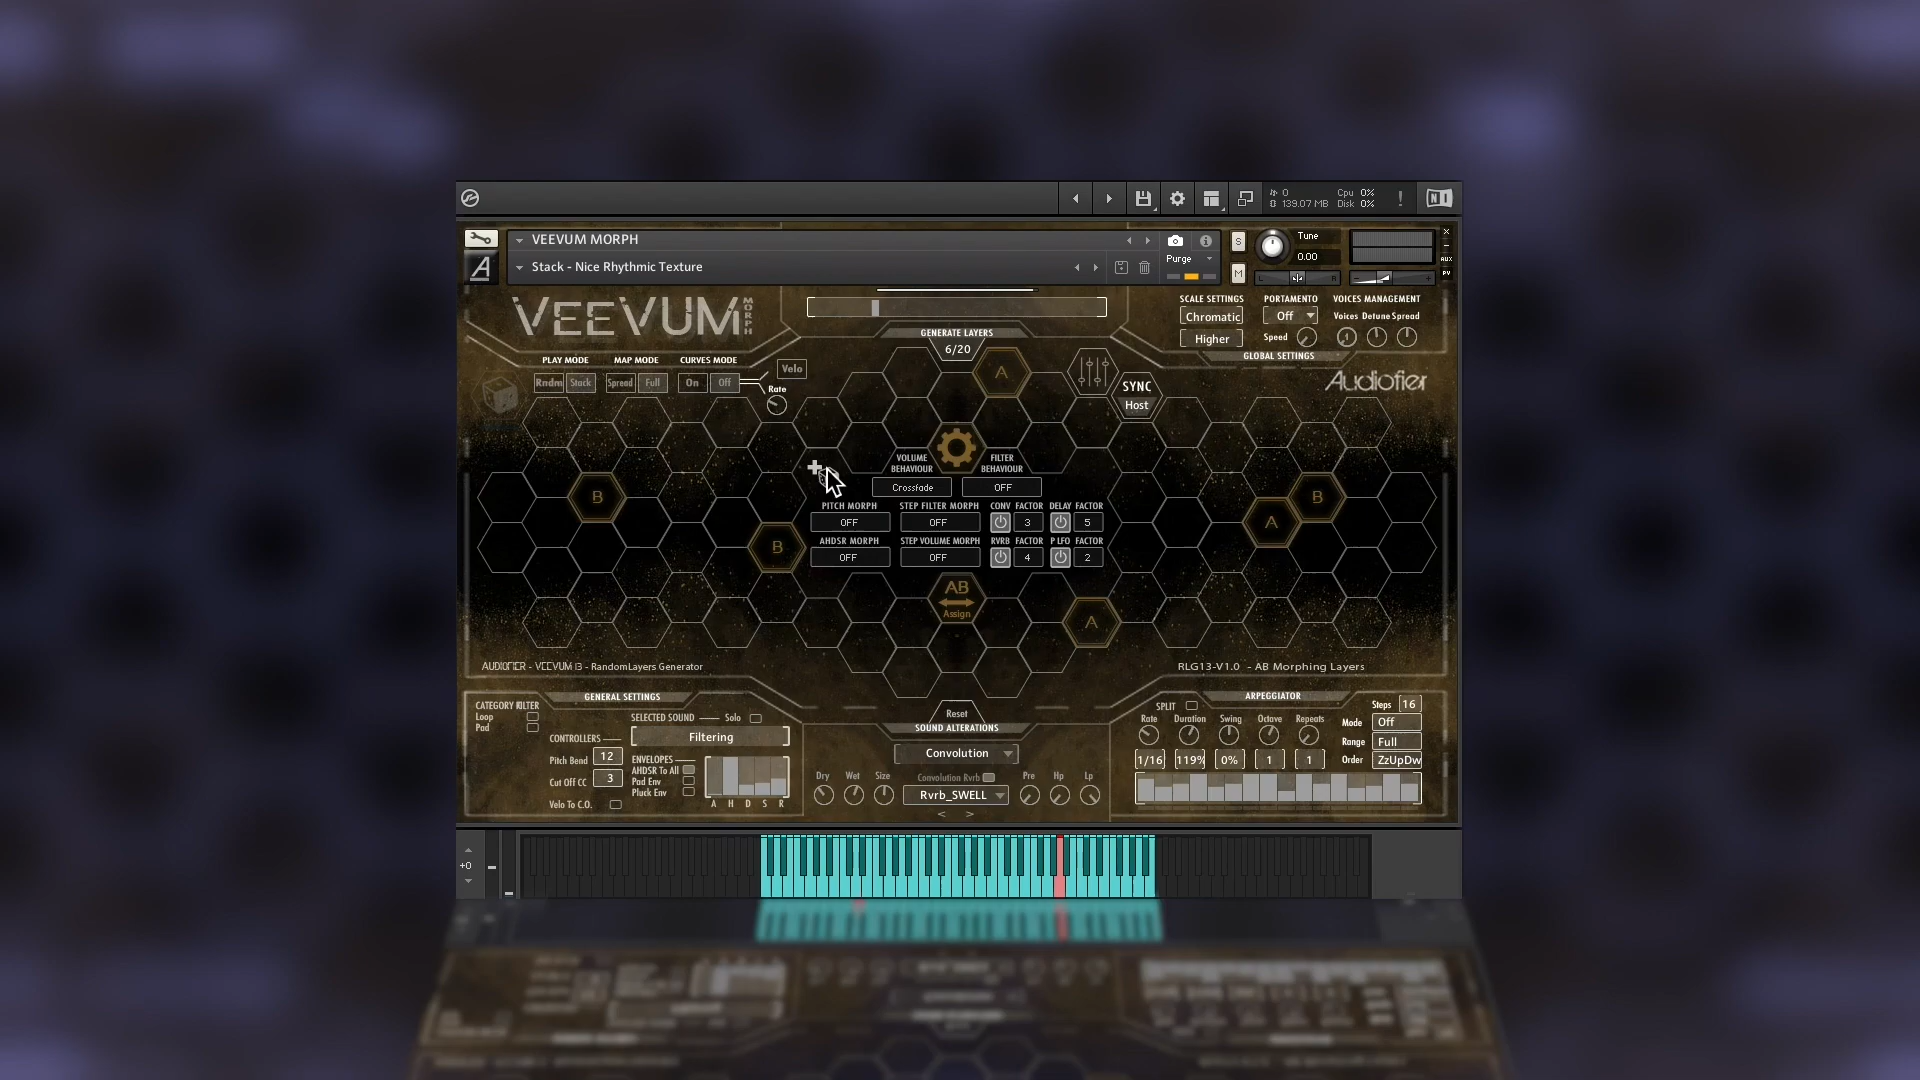 0
Cpu 0%
139.07 MB
Disk 0%
!
NI
VEEVUM MORPH
Stack - Nice Rhythmic Texture
Purge
S
M
Tune
0.00
L
R
AUX
PV
VEEVUM MORPH
GENERATE LAYERS
6/20
SCALE SETTINGS
Chromatic
Higher
PORTAMENTO
Off
Speed
VOICES MANAGEMENT
Voices Detune Spread
GLOBAL SETTINGS
Audiofier
PLAY MODE
Rndm Stack
MAP MODE
Spread Full
CURVES MODE
On Off
Velo
Rate
SYNC
Host
A
B
B
A
B
A
VOLUME
BEHAVIOUR
Crossfade
FILTER
BEHAVIOUR
OFF
PITCH MORPH
OFF
STEP FILTER MORPH
OFF
CONV FACTOR
3
DELAY FACTOR
5
AHDSR MORPH
OFF
STEP VOLUME MORPH
OFF
RVRB FACTOR
4
P LFO FACTOR
2
AB
Assign
AUDIOFIER - VEEVUM 13 - RandomLayers Generator
RLG13-V1.0 - AB Morphing Layers
GENERAL SETTINGS
CATEGORY FILTER
Loop
Pad
CONTROLLERS
Pitch Bend 12
Cut Off CC 3
Velo To C.O.
SELECTED SOUND
Solo
Filtering
ENVELOPES
AHDSR To All
Pad Env
Pluck Env
A H D S R
Reset
SOUND ALTERATIONS
Convolution
Dry Wet Size
Convolution Rvrb
Rvrb_SWELL
Pre Hp Lp
< >
ARPEGGIATOR
SPLIT
Rate Duration Swing Octave Repeats
1/16 119% 0% 1 1
Steps 16
Mode Off
Range Full
Order ZzUpDw
+0